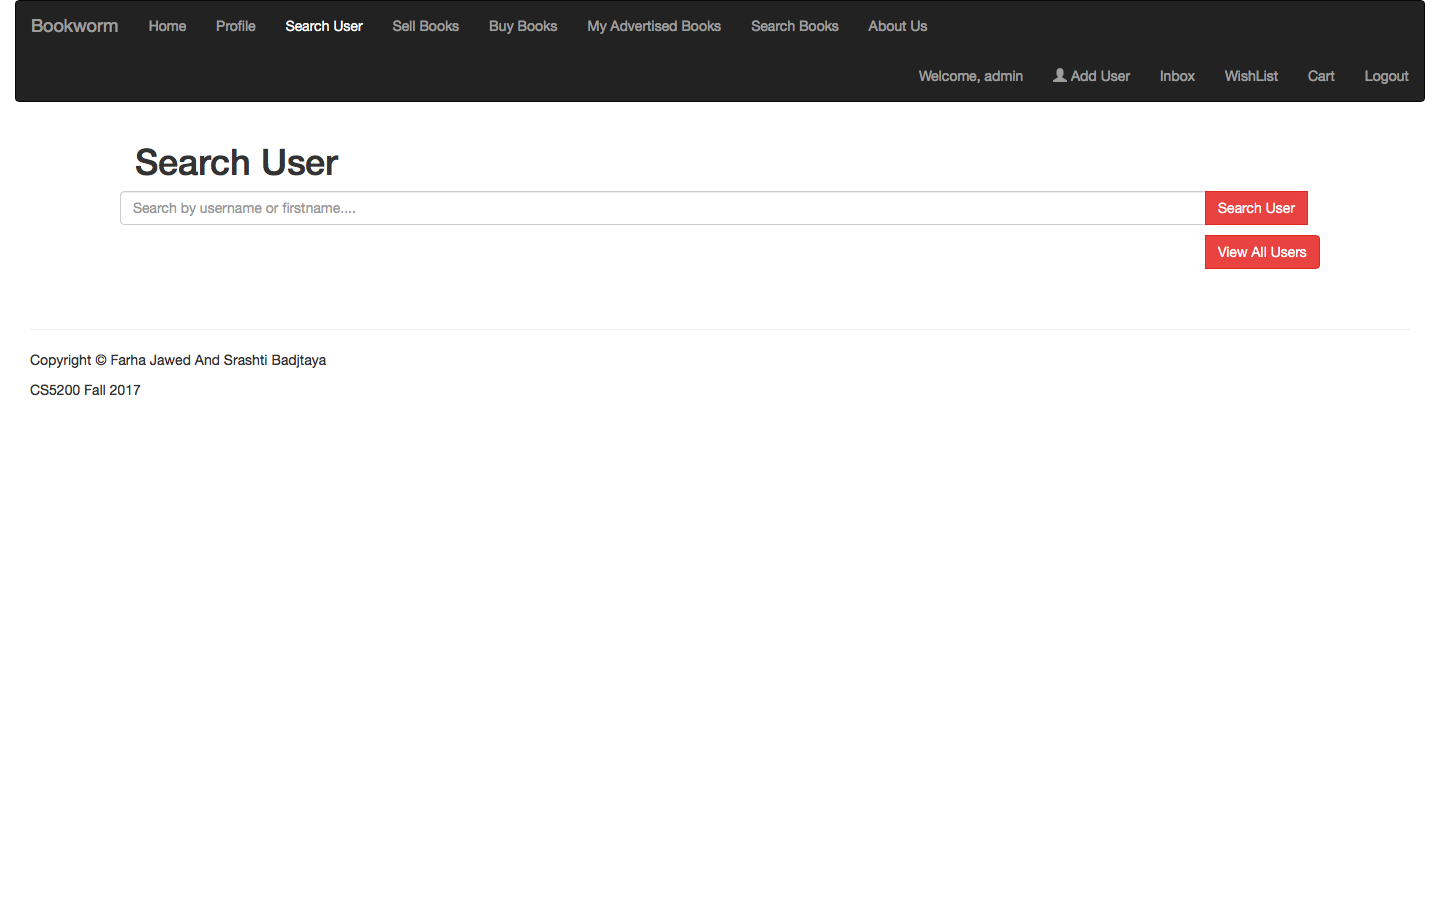 Bookworm Home Profile Search User Sell Books Buy Books My Advertised Books Search Books About Us
Welcome, admin Add User Inbox WishList Cart Logout
Search User
Search by username or firstname.... Search User
View All Users
Copyright © Farha Jawed And Srashti Badjtaya
CS5200 Fall 2017